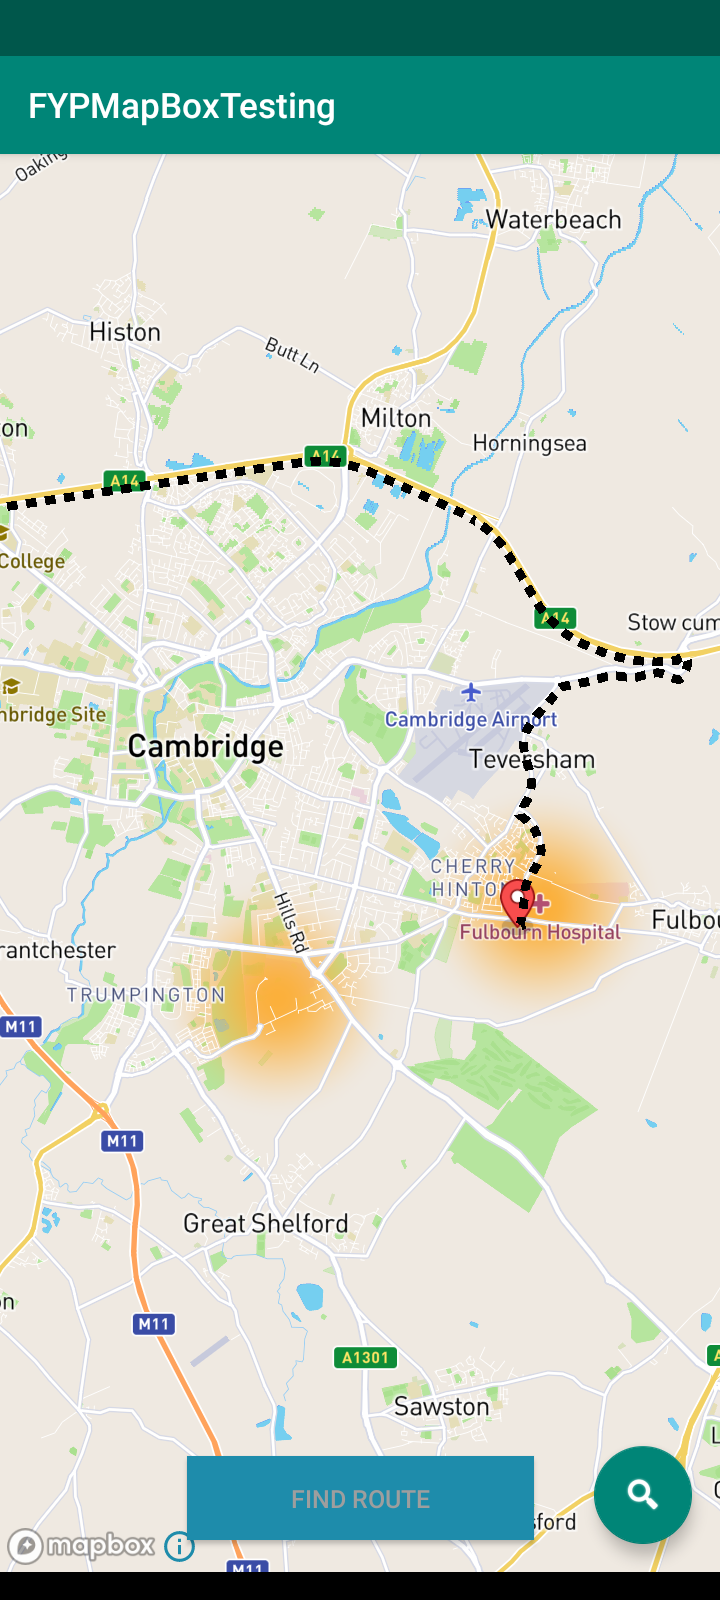 FYPMapBoxTesting
Oaking
Waterbeach
Histon
Butt Ln
Milton
on
Horningsea
A14
A14
College
A14
Stow cum
nbridge Site
Cambridge Airport
Cambridge
Teversham
CHERRY
HINTON
Hills Rd
Fulbou
Fulbourn Hospital
rantchester
TRUMPINGTON
M11
M11
Great Shelford
on
M11
A1301
A
Sawston
L
C
FIND ROUTE
sford
mapbox
M11